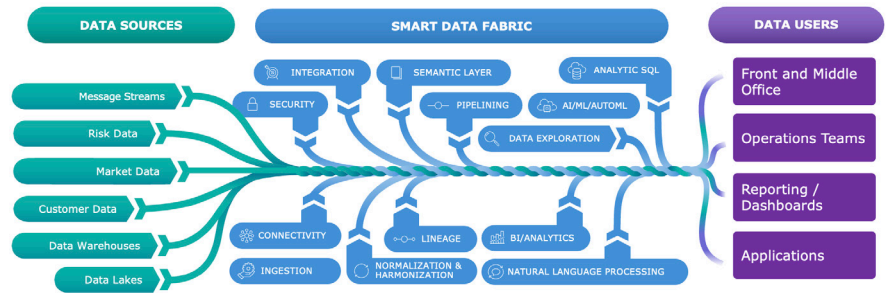 DATA SOURCES
SMART DATA FABRIC
DATA USERS
Message Streams
Risk Data
Market Data
Customer Data
Data Warehouses
Data Lakes
INTEGRATION
SEMANTIC LAYER
ANALYTIC SQL
SECURITY
PIPELINING
AI/ML/AUTOML
DATA EXPLORATION
CONNECTIVITY
LINEAGE
BI/ANALYTICS
INGESTION
NORMALIZATION &
HARMONIZATION
NATURAL LANGUAGE PROCESSING
Front and Middle
Office
Operations Teams
Reporting /
Dashboards
Applications